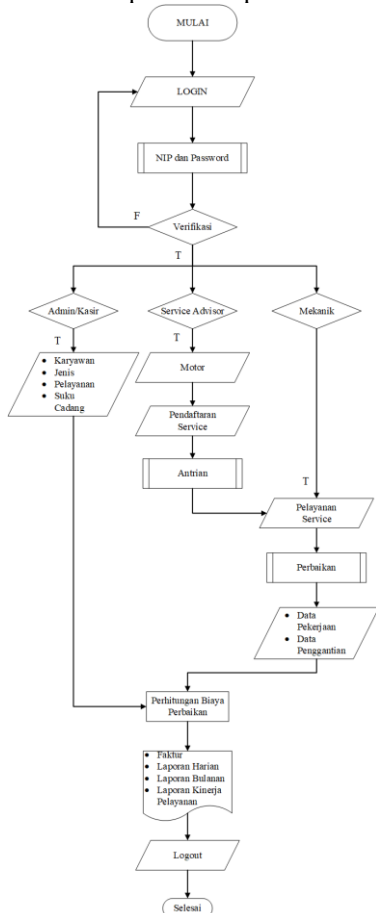 MULAI
LOGIN
NIP dan Password
F
Verifikasi
T
Admin/Kasir
Service Advisor
Mekanik
T
T
• Karyawan
• Jenis
• Pelayanan
• Suku
Cadang
Motor
Pendaftaran
Service
Antrian
T
Pelayanan
Service
Perbaikan
• Data
Pekerjaan
• Data
Penggantian
Perhitungan Biaya
Perbaikan
• Faktur
• Laporan Harian
• Laporan Bulanan
• Laporan Kinerja
Pelayanan
Logout
Selesai